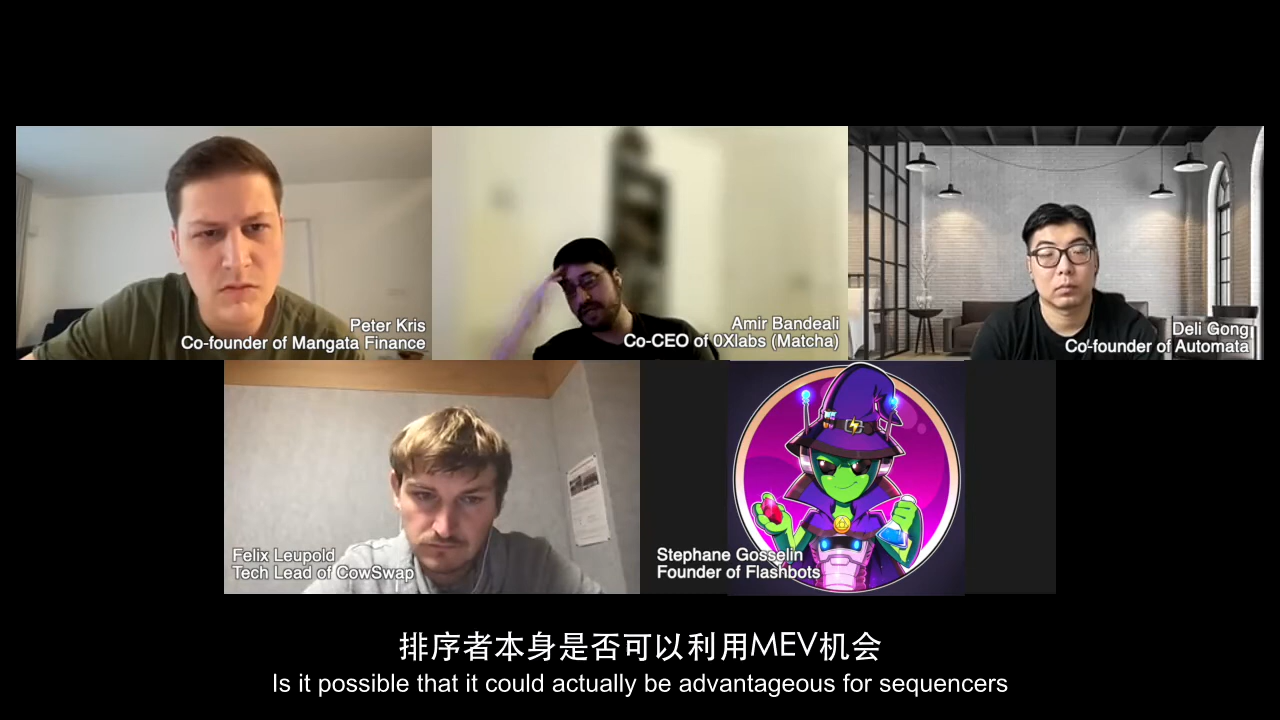 Peter Kris
Co-founder of Mangata Finance
Amir Bandeali
Co-CEO of 0Xlabs (Matcha)
Deli Gong
Co-founder of Automata
Felix Leupold
Tech Lead of CowSwap
Stephane Gosselin
Founder of Flashbots
排序者本身是否可以利用MEV机会
Is it possible that it could actually be advantageous for sequencers